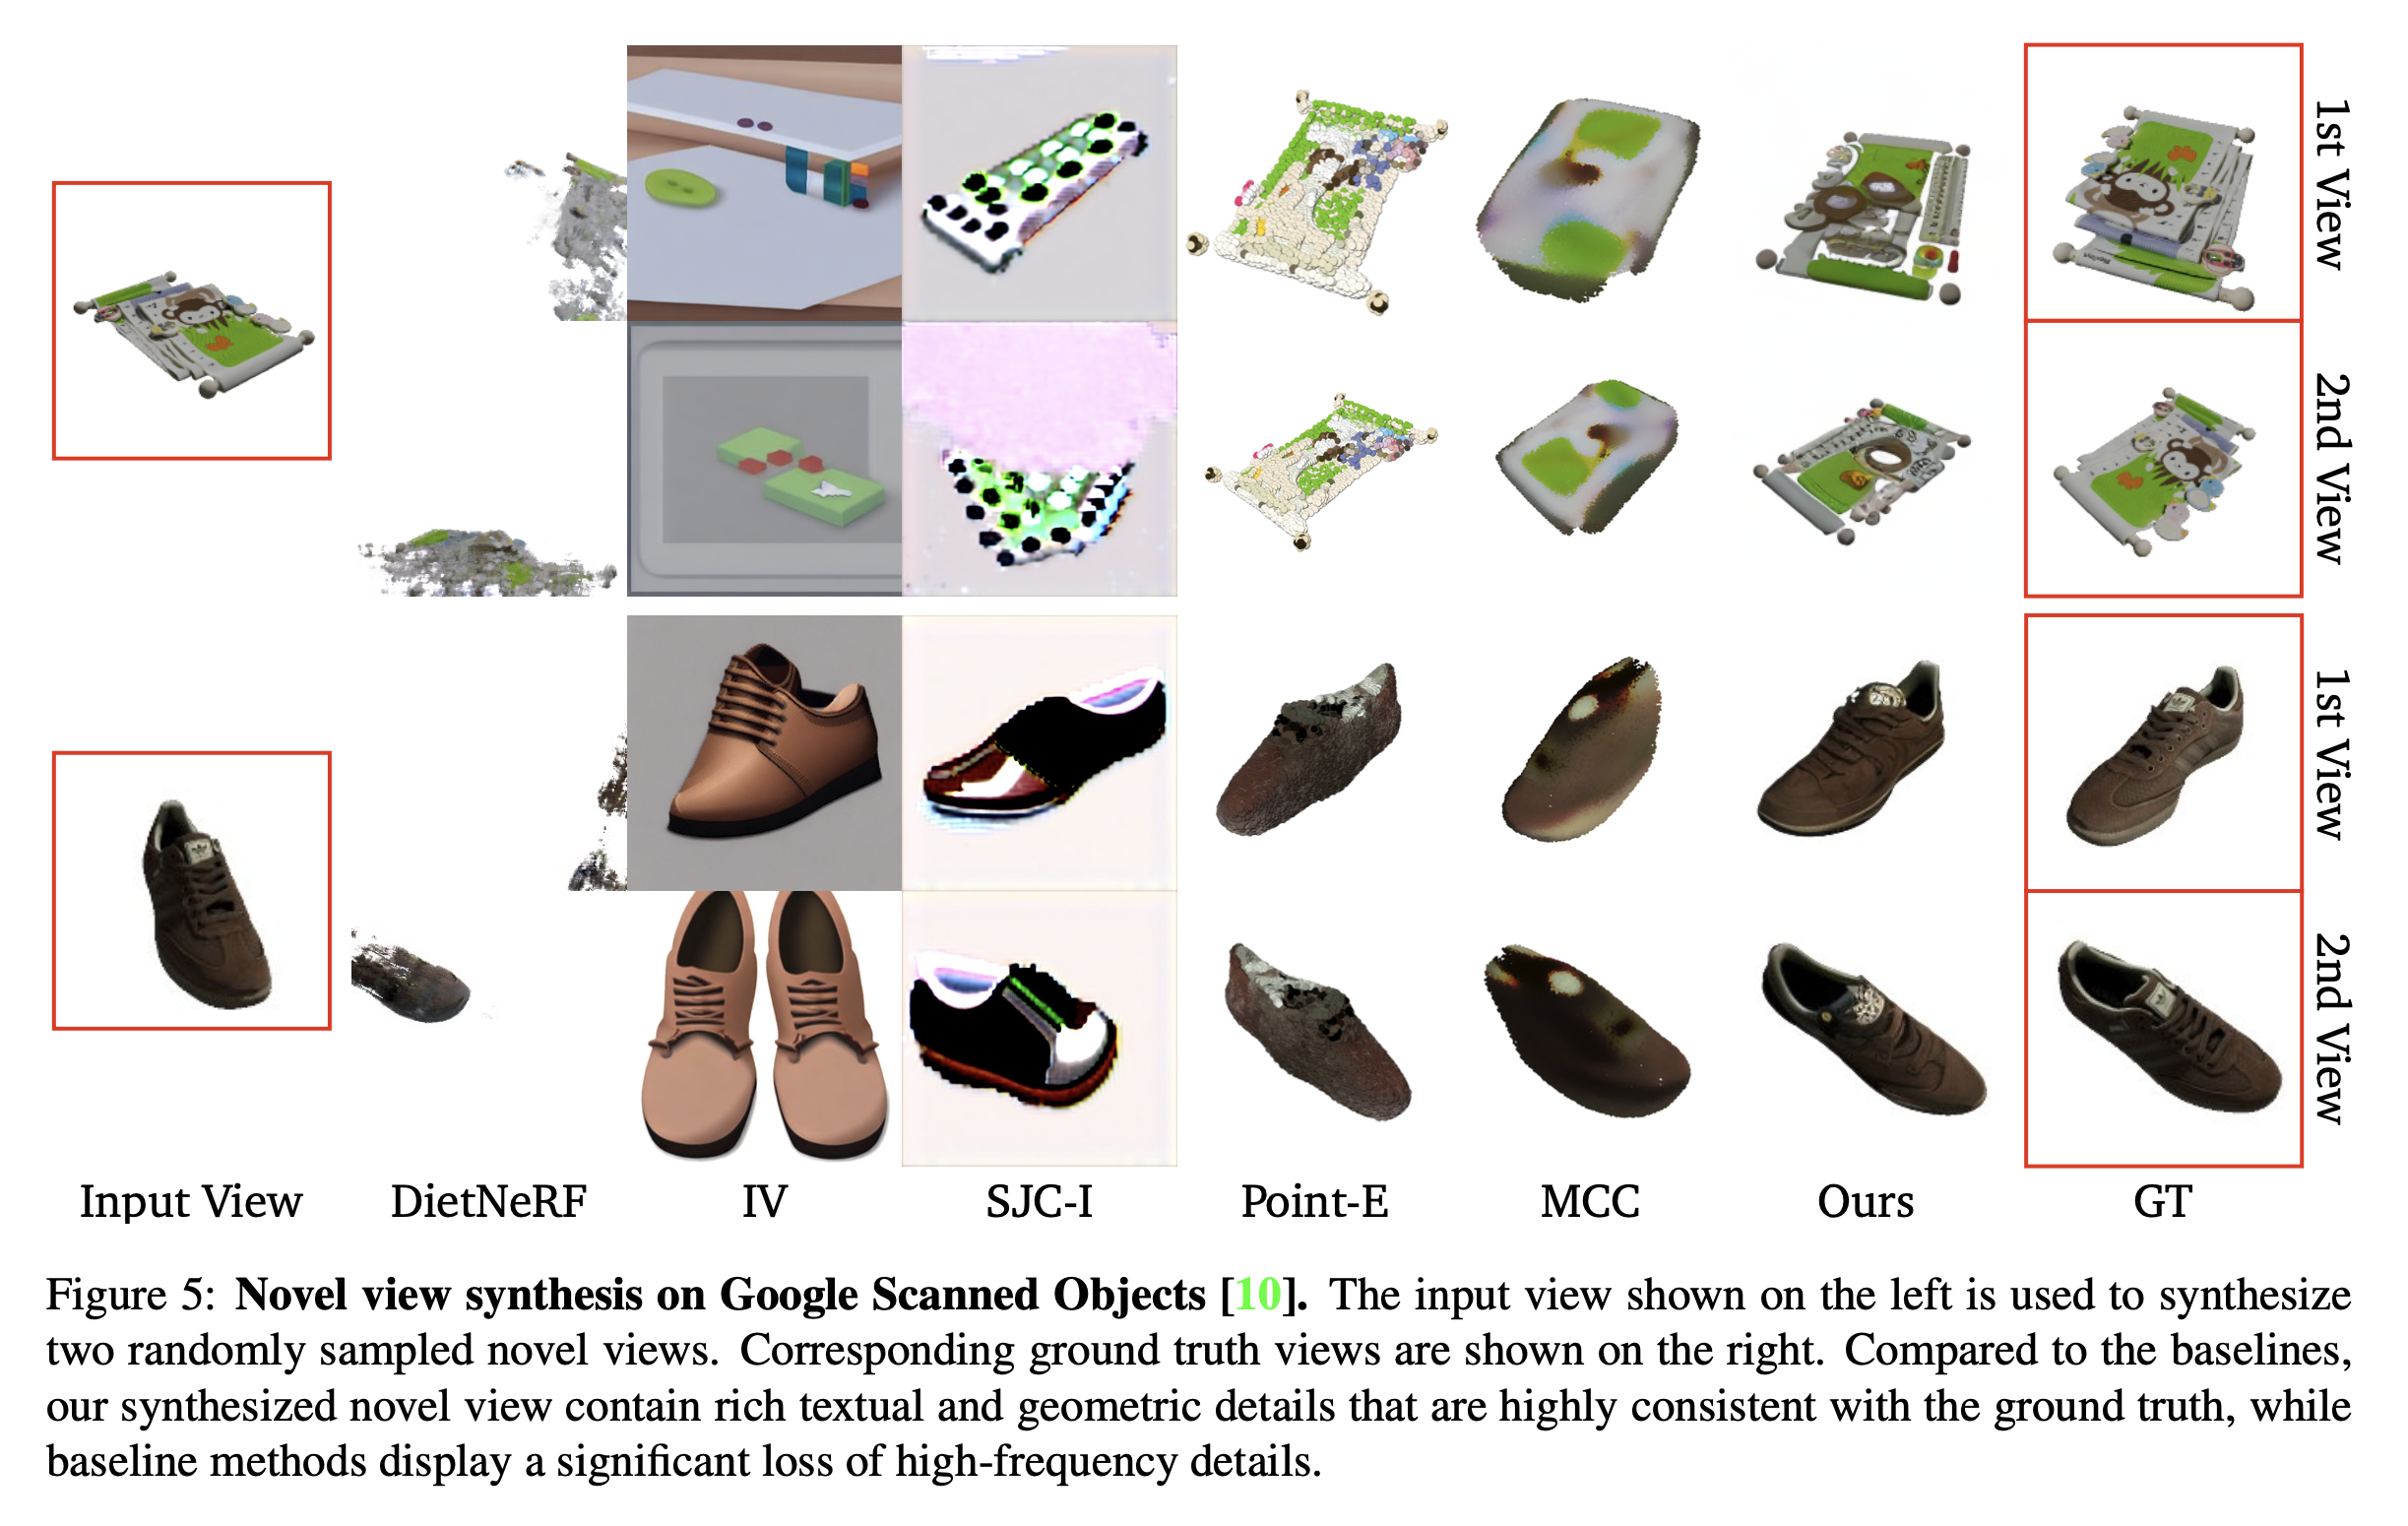 1st View
2nd View
1st View
2nd View
Input View DietNeRF IV SJC-I Point-E MCC Ours GT
Figure 5: Novel view synthesis on Google Scanned Objects [10]. The input view shown on the left is used to synthesize
two randomly sampled novel views. Corresponding ground truth views are shown on the right. Compared to the baselines,
our synthesized novel view contain rich textual and geometric details that are highly consistent with the ground truth, while
baseline methods display a significant loss of high-frequency details.